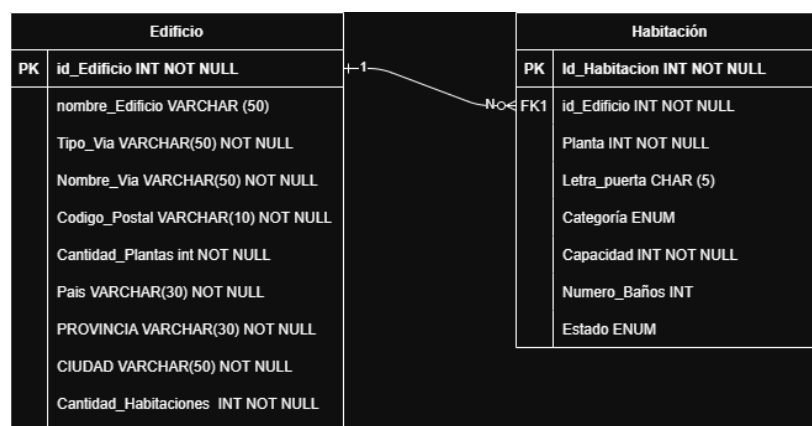 Edificio
PK id_Edificio INT NOT NULL
nombre_Edificio VARCHAR (50)
Tipo_Via VARCHAR(50) NOT NULL
Nombre_Via VARCHAR(50) NOT NULL
Codigo_Postal VARCHAR(10) NOT NULL
Cantidad_Plantas int NOT NULL
Pais VARCHAR(30) NOT NULL
PROVINCIA VARCHAR(30) NOT NULL
CIUDAD VARCHAR(50) NOT NULL
Cantidad_Habitaciones INT NOT NULL
1
N
Habitación
PK Id_Habitacion INT NOT NULL
FK1 id_Edificio INT NOT NULL
Planta INT NOT NULL
Letra_puerta CHAR (5)
Categoría ENUM
Capacidad INT NOT NULL
Numero_Baños INT
Estado ENUM